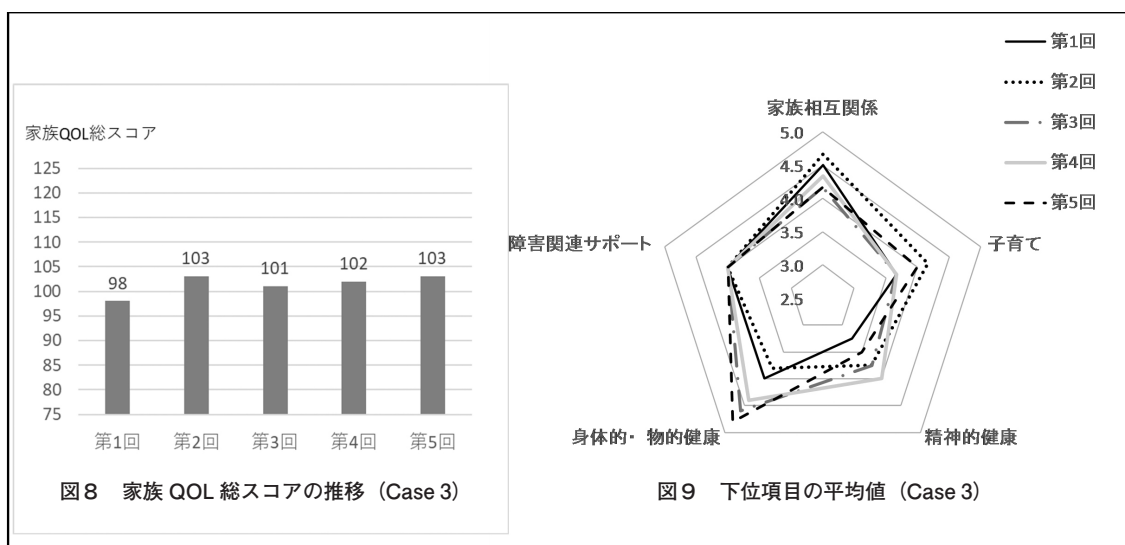 家族QOL総スコア
125
120
115
110
105
100
95
90
85
80
75
98
103
101
102
103
第1回
第2回
第3回
第4回
第5回
図8 家族 QOL 総スコアの推移（Case 3）
第1回
第2回
第3回
第4回
第5回
家族相互関係
5.0
4.5
4.0
3.5
3.0
2.5
障害関連サポート
子育て
身体的・物的健康
精神的健康
図9 下位項目の平均値（Case 3）